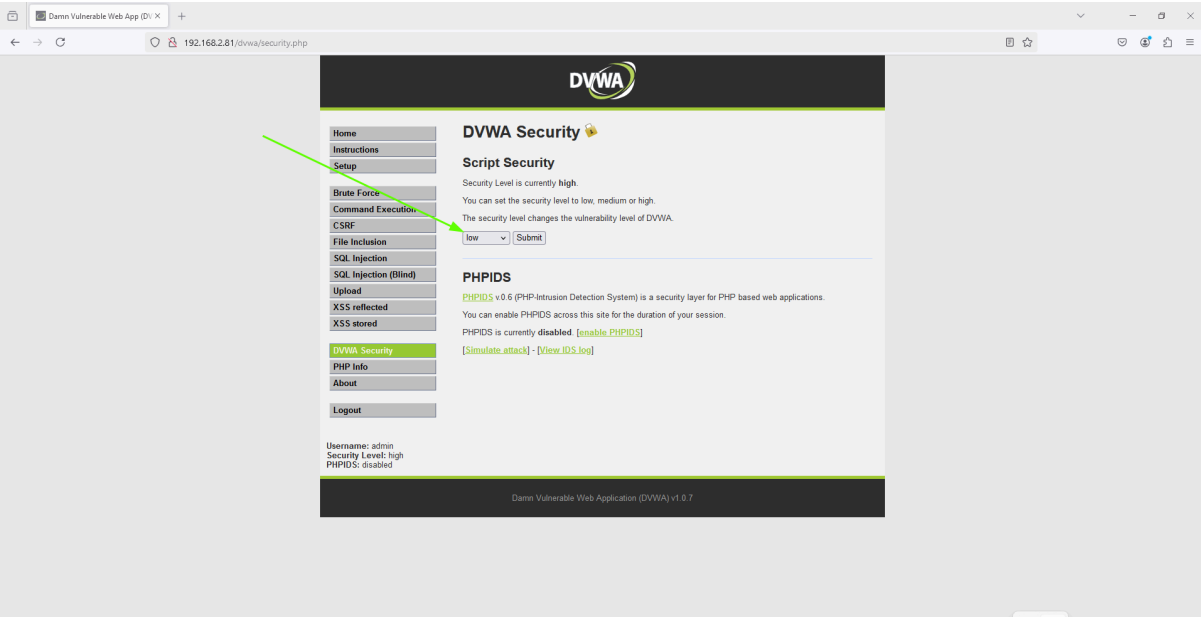 Damn Vulnerable Web App (DV
192.168.2.81/dvwa/security.php
DVWA
Home
Instructions
Setup
Brute Force
Command Execution
CSRF
File Inclusion
SQL Injection
SQL Injection (Blind)
Upload
XSS reflected
XSS stored
DVWA Security
PHP Info
About
Logout
Username: admin
Security Level: high
PHPIDS: disabled
DVWA Security
Script Security
Security Level is currently high.
You can set the security level to low, medium or high.
The security level changes the vulnerability level of DVWA.
low Submit
PHPIDS
PHPIDS v.0.6 (PHP-Intrusion Detection System) is a security layer for PHP based web applications.
You can enable PHPIDS across this site for the duration of your session.
PHPIDS is currently disabled. [enable PHPIDS]
[Simulate attack] - [View IDS log]
Damn Vulnerable Web Application (DVWA) v1.0.7